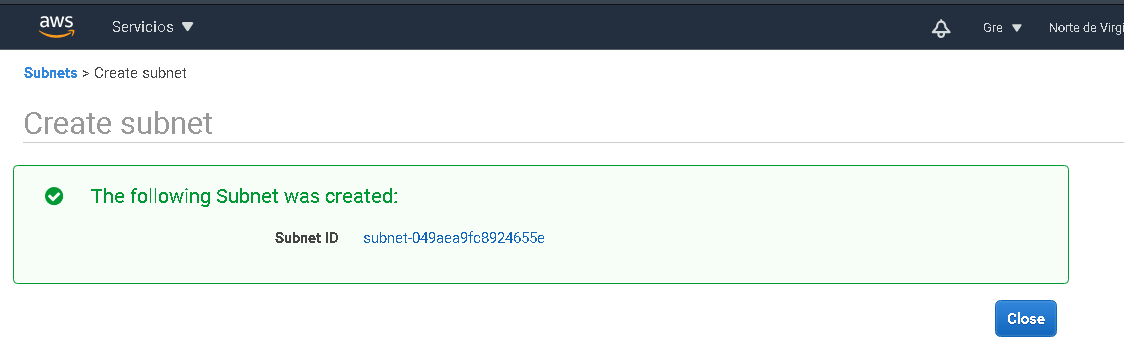 aws Servicios Gre Norte de Virgi
Subnets > Create subnet
Create subnet
The following Subnet was created:
Subnet ID subnet-049aea9fc8924655e
Close